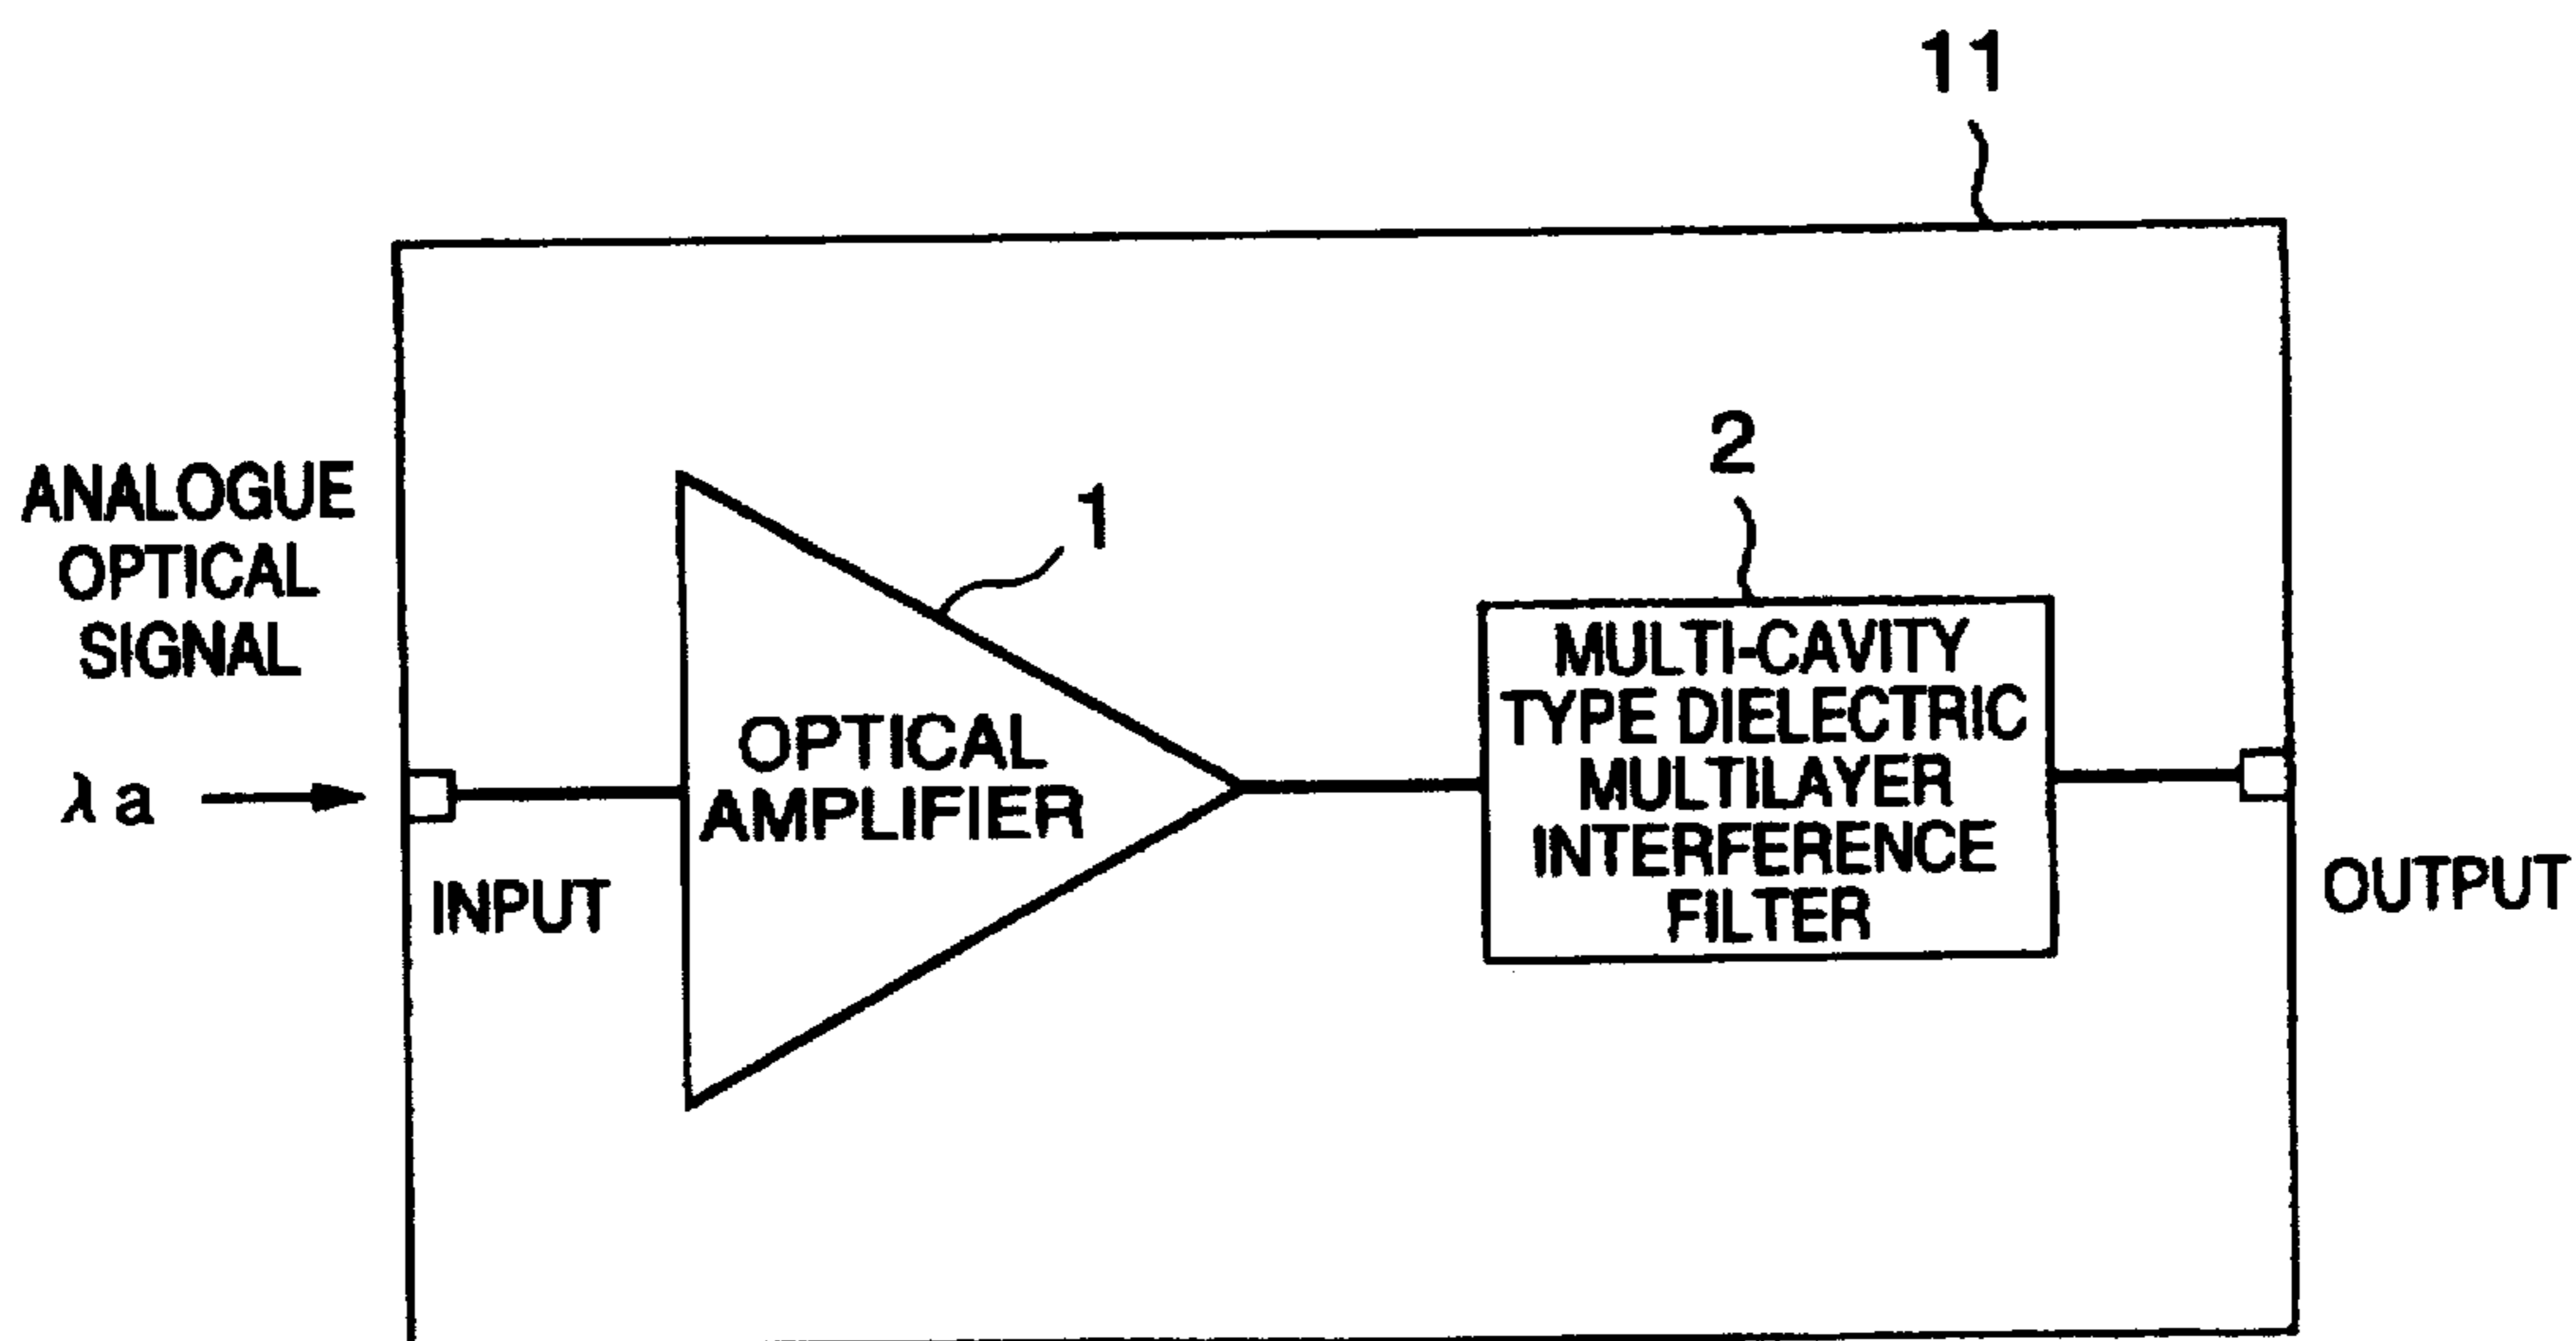 11
ANALOGUE
OPTICAL
SIGNAL
λa
INPUT
1
OPTICAL
AMPLIFIER
2
MULTI-CAVITY
TYPE DIELECTRIC
MULTILAYER
INTERFERENCE
FILTER
OUTPUT